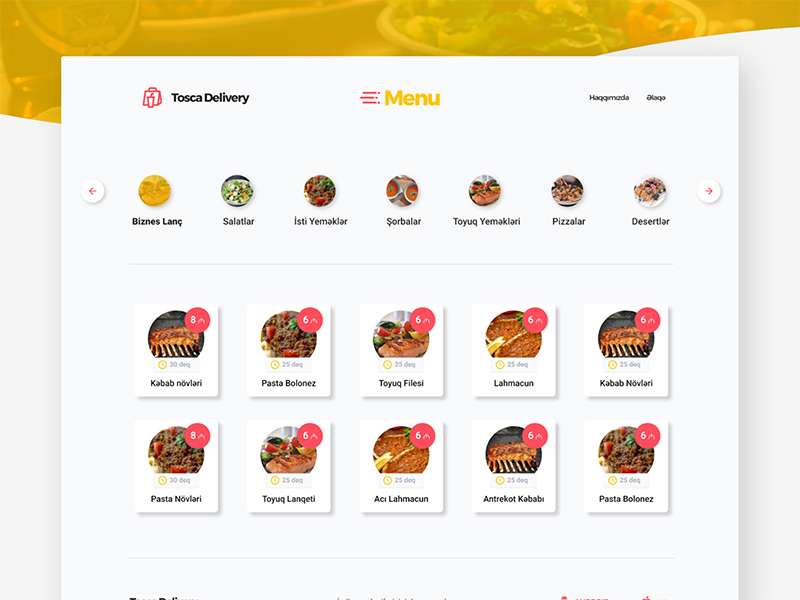 Tosca Delivery
Menu
Haqqımızda
Əlaqə
Biznes Lanç
Salatlar
İsti Yeməklər
Şorbalar
Toyuq Yeməkləri
Pizzalar
Desertlər
8 ₼
30 deq
Kəbab növləri
6 ₼
25 deq
Pasta Bolonez
6 ₼
25 deq
Toyuq Filesi
6 ₼
25 deq
Lahmacun
6 ₼
25 deq
Kəbab Növləri
8 ₼
30 deq
Pasta Növləri
6 ₼
25 deq
Toyuq Lanqeti
6 ₼
25 deq
Acı Lahmacun
6 ₼
25 deq
Antrekot Kəbabı
6 ₼
25 deq
Pasta Bolonez
Tosca Delivery
ANDROID